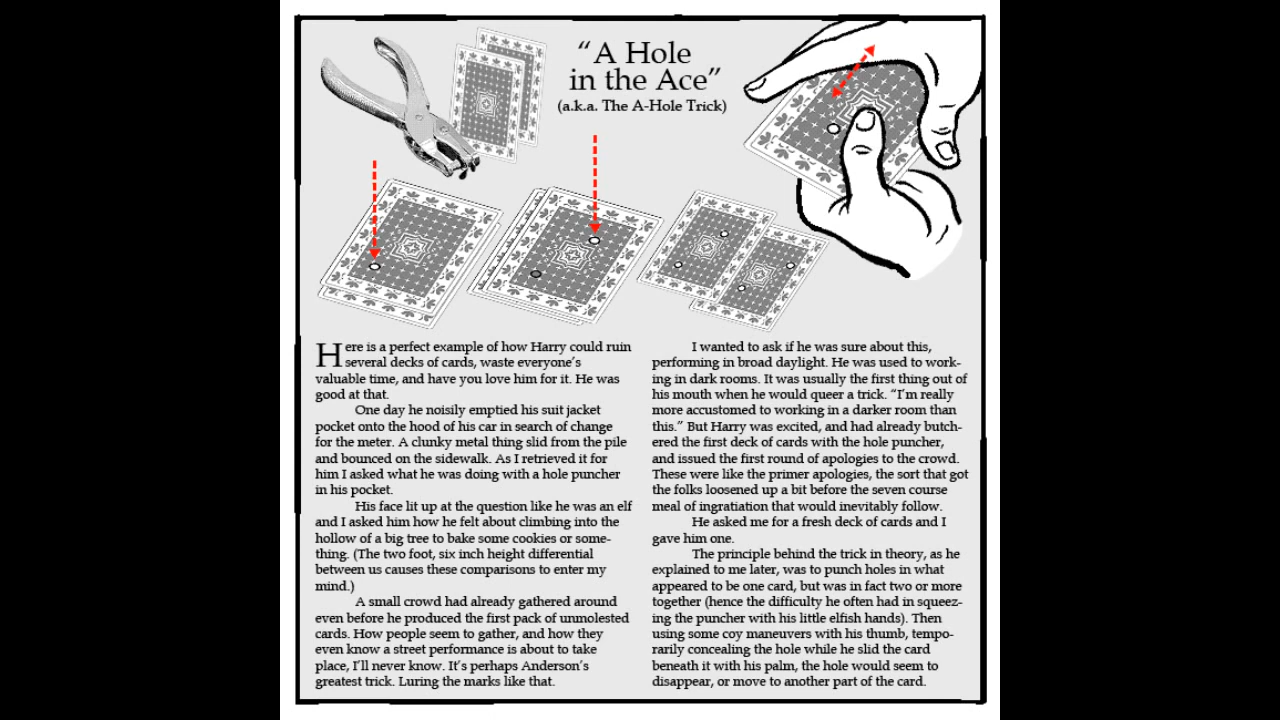 “A Hole
in the Ace”
(a.k.a. The A-Hole Trick)
Here is a perfect example of how Harry could ruin
several decks of cards, waste everyone’s
valuable time, and have you love him for it. He was
good at that.
One day he noisily emptied his suit jacket
pocket onto the hood of his car in search of change
for the meter. A clunky metal thing slid from the pile
and bounced on the sidewalk. As I retrieved it for
him I asked what he was doing with a hole puncher
in his pocket.
His face lit up at the question like he was an elf
and I asked him how he felt about climbing into the
hollow of a big tree to bake some cookies or some-
thing. (The two foot, six inch height differential
between us causes these comparisons to enter my
mind.)
A small crowd had already gathered around
even before he produced the first pack of unmolested
cards. How people seem to gather, and how they
even know a street performance is about to take
place, I’ll never know. It’s perhaps Anderson’s
greatest trick. Luring the marks like that.
I wanted to ask if he was sure about this,
performing in broad daylight. He was used to work-
ing in dark rooms. It was usually the first thing out of
his mouth when he would queer a trick. “I’m really
more accustomed to working in a darker room than
this.” But Harry was excited, and had already butch-
ered the first deck of cards with the hole puncher,
and issued the first round of apologies to the crowd.
These were like the primer apologies, the sort that got
the folks loosened up a bit before the seven course
meal of ingratiation that would inevitably follow.
He asked me for a fresh deck of cards and I
gave him one.
The principle behind the trick in theory, as he
explained to me later, was to punch holes in what
appeared to be one card, but was in fact two or more
together (hence the difficulty he often had in squeez-
ing the puncher with his little elfish hands). Then
using some coy maneuvers with his thumb, tempo-
rarily concealing the hole while he slid the card
beneath it with his palm, the hole would seem to
disappear, or move to another part of the card.